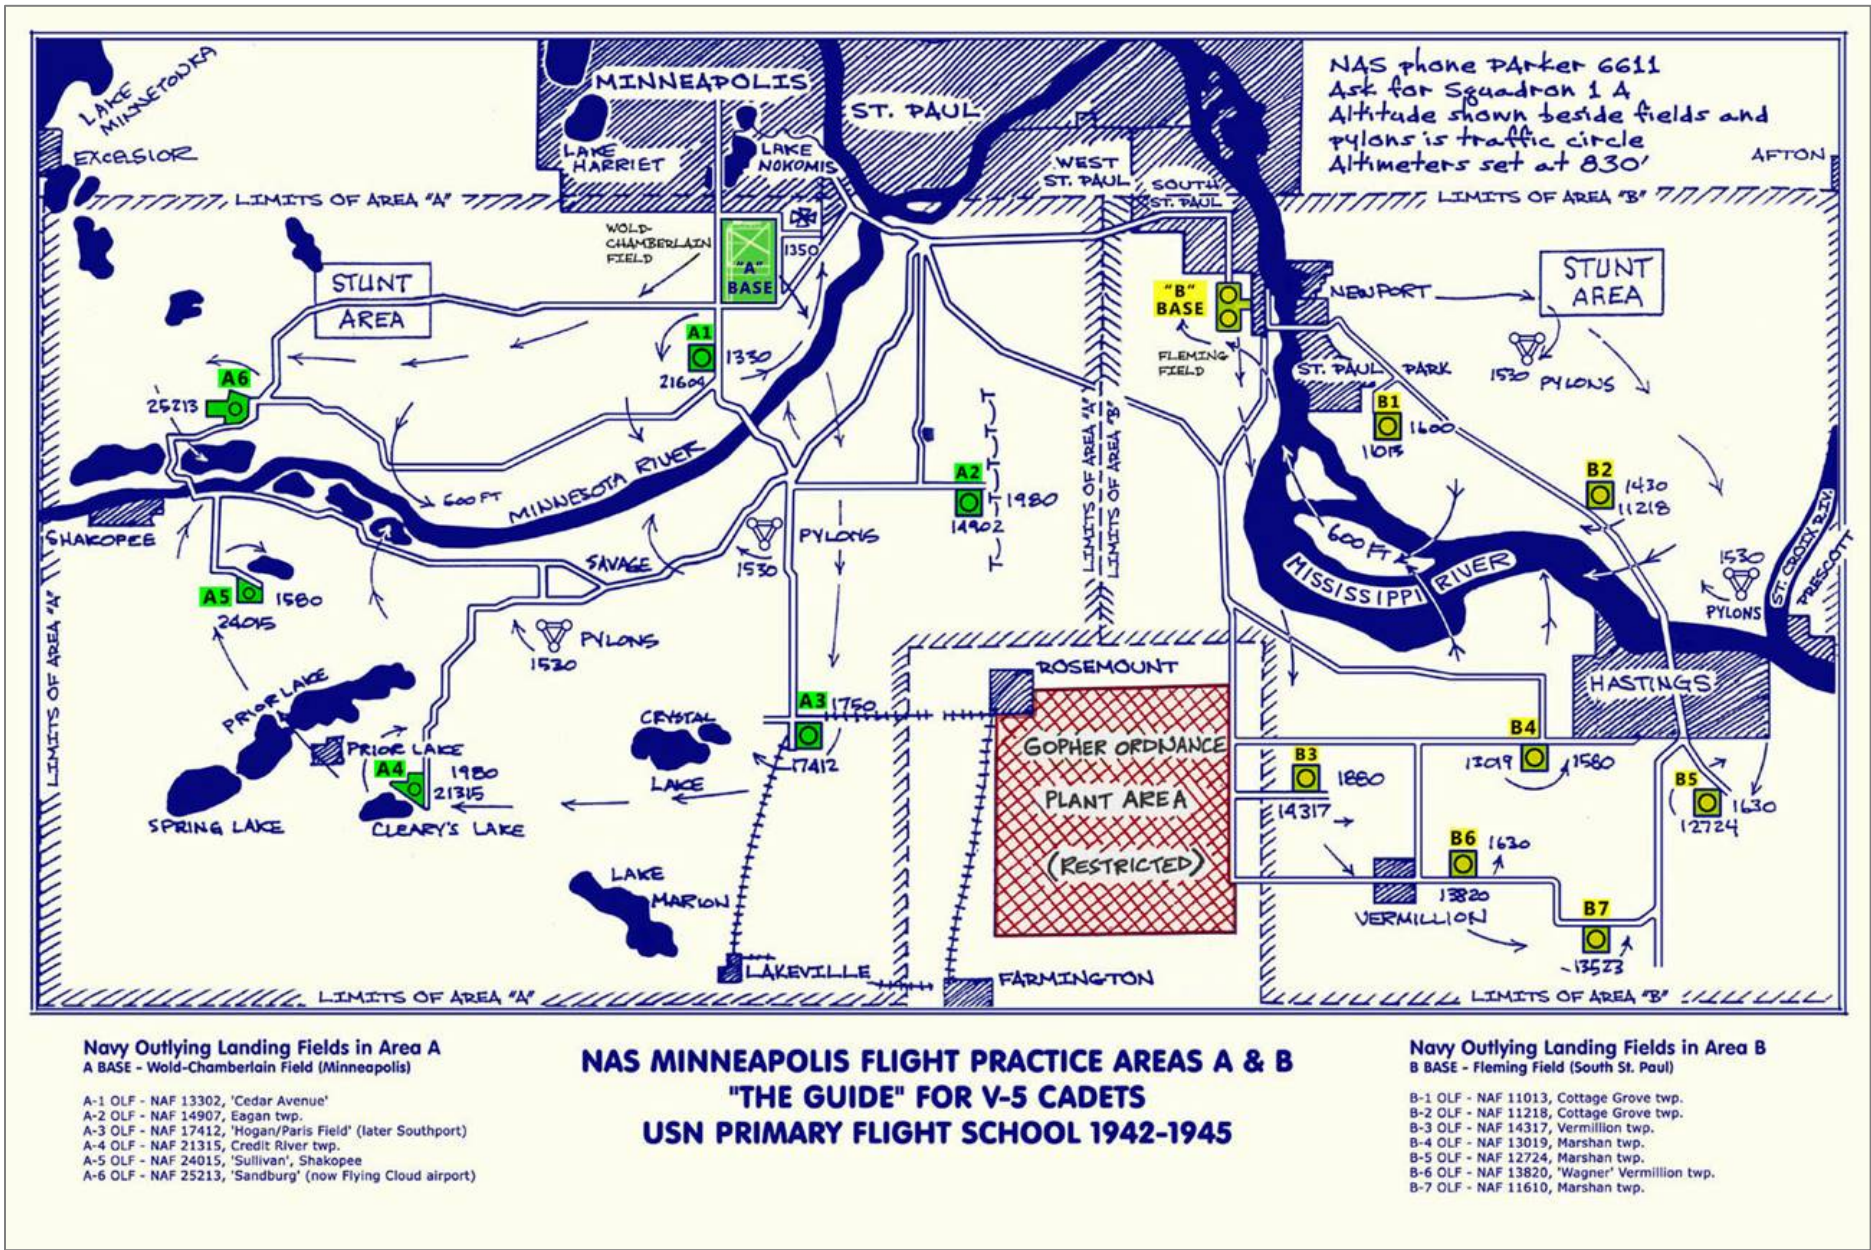 LAKE
MINNETONKA
EXCELSIOR
MINNEAPOLIS
LAKE
HARRIET
LAKE
NOKOMIS
ST. PAUL
WEST
ST. PAUL
SOUTH
ST. PAUL
NAS phone PArker 6611
Ask for Squadron 1 A
Altitude shown beside fields and
pylons is traffic circle
Altimeters set at 830'
AFTON
LIMITS OF AREA "A"
LIMITS OF AREA "B"
WOLD-
CHAMBERLAIN
FIELD
"A"
BASE
1350
STUNT
AREA
STUNT
AREA
"B"
BASE
NEWPORT
FLEMING
FIELD
ST. PAUL PARK
1530 PYLONS
A1
1330
21604
A6
25213
B1
1600
11013
LIMITS OF AREA "A"
LIMITS OF AREA "B"
A2
1980
14902
T-T-T-T-T
B2
1430
11218
600 FT
MINNESOTA RIVER
SHAKOPEE
SAVAGE
PYLONS
1530
600 FT
MISSISSIPPI RIVER
1530
PYLONS
ST. CROIX RIV.
PRESCOTT
A5
1580
24015
PYLONS
1530
LIMITS OF AREA "A"
ROSEMOUNT
HASTINGS
PRIOR LAKE
PRIOR LAKE
SPRING LAKE
A4
1980
21315
CLEARY'S LAKE
CRYSTAL
LAKE
A3
1750
17412
GOPHER ORDNANCE
PLANT AREA
(RESTRICTED)
B3
1880
14317
B4
13019
1580
B5
1630
12724
B6
1630
13820
VERMILLION
B7
13523
LAKE
MARION
LAKEVILLE
FARMINGTON
LIMITS OF AREA "A"
LIMITS OF AREA "B"
Navy Outlying Landing Fields in Area A
A BASE - Wold-Chamberlain Field (Minneapolis)
A-1 OLF - NAF 13302, 'Cedar Avenue'
A-2 OLF - NAF 14907, Eagan twp.
A-3 OLF - NAF 17412, 'Hogan/Paris Field' (later Southport)
A-4 OLF - NAF 21315, Credit River twp.
A-5 OLF - NAF 24015, 'Sullivan', Shakopee
A-6 OLF - NAF 25213, 'Sandburg' (now Flying Cloud airport)
NAS MINNEAPOLIS FLIGHT PRACTICE AREAS A & B
"THE GUIDE" FOR V-5 CADETS
USN PRIMARY FLIGHT SCHOOL 1942-1945
Navy Outlying Landing Fields in Area B
B BASE - Fleming Field (South St. Paul)
B-1 OLF - NAF 11013, Cottage Grove twp.
B-2 OLF - NAF 11218, Cottage Grove twp.
B-3 OLF - NAF 14317, Vermillion twp.
B-4 OLF - NAF 13019, Marshan twp.
B-5 OLF - NAF 12724, Marshan twp.
B-6 OLF - NAF 13820, 'Wagner' Vermillion twp.
B-7 OLF - NAF 11610, Marshan twp.